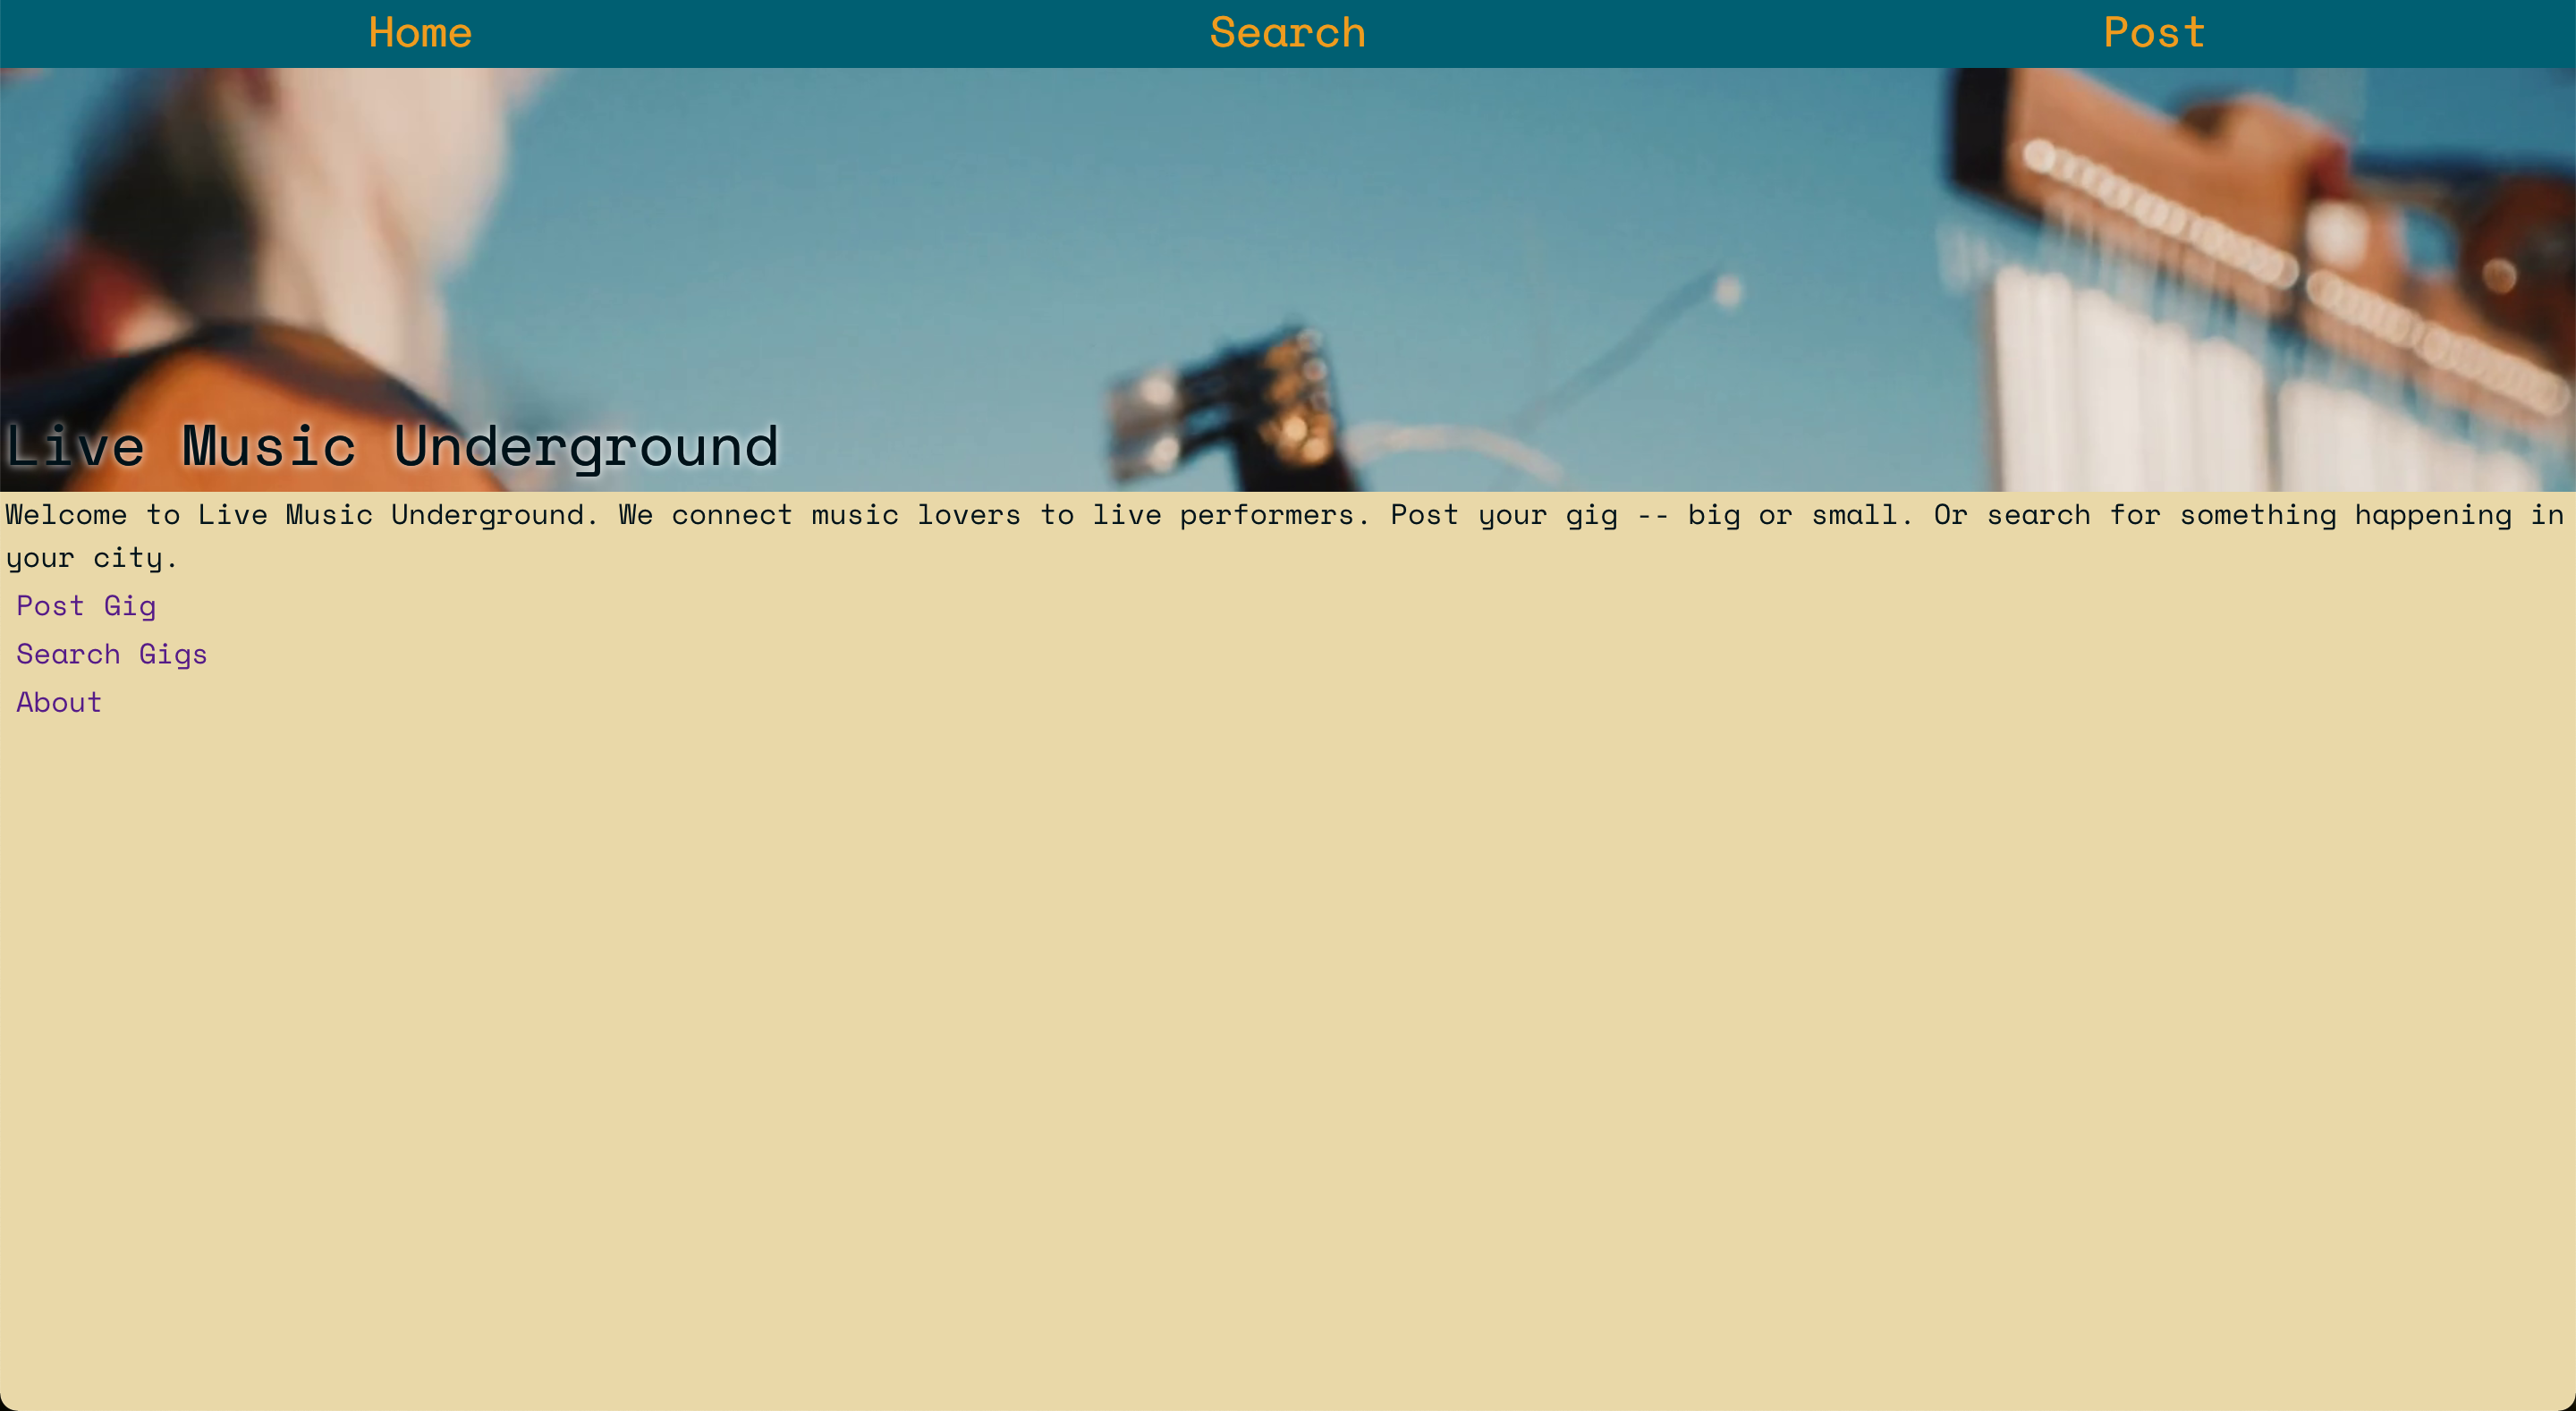 Home Search Post
Live Music Underground
Welcome to Live Music Underground. We connect music lovers to live performers. Post your gig -- big or small. Or search for something happening in
your city.
Post Gig
Search Gigs
About